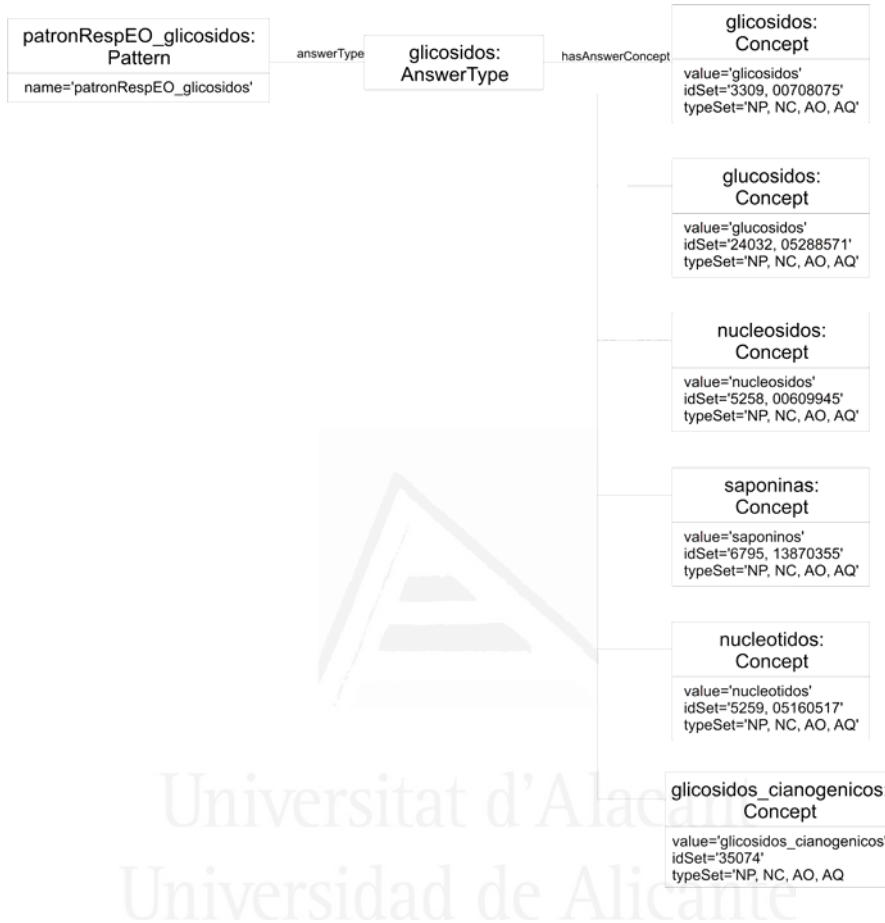 patronRespEO_glicosidos:
Pattern
name='patronRespEO_glicosidos'
answerType
glicosidos:
AnswerType
hasAnswerConcept
glicosidos:
Concept
value='glicosidos'
idSet='3309, 00708075'
typeSet='NP, NC, AO, AQ'
glucosidos:
Concept
value='glucosidos'
idSet='24032, 05288571'
typeSet='NP, NC, AO, AQ'
nucleosidos:
Concept
value='nucleosidos'
idSet='5258, 00609945'
typeSet='NP, NC, AO, AQ'
saponinas:
Concept
value='saponinos'
idSet='6795, 13870355'
typeSet='NP, NC, AO, AQ'
nucleotidos:
Concept
value='nucleotidos'
idSet='5259, 05160517'
typeSet='NP, NC, AO, AQ'
glicosidos_cianogenicos:
Concept
value='glicosidos_cianogenicos'
idSet='35074'
typeSet='NP, NC, AO, AQ
Universitat d'Alacant
Universidad de Alicante